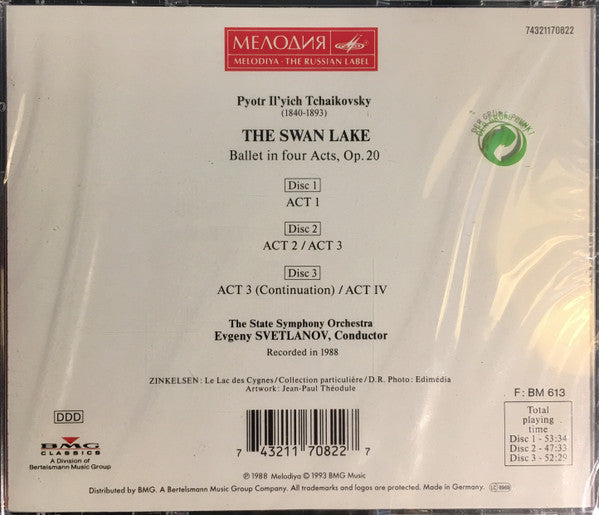 74321170822
МЕЛОДИЯ
MELODIYA · THE RUSSIAN LABEL
Pyotr Il'yich Tchaikovsky
(1840-1893)
THE SWAN LAKE
Ballet in four Acts, Op. 20
DER GRÜNE PUNKT
Disc 1
ACT 1
Disc 2
ACT 2 / ACT 3
Disc 3
ACT 3 (Continuation) / ACT IV
The State Symphony Orchestra
Evgeny SVETLANOV, Conductor
Recorded in 1988
ZINKELSEN : Le Lac des Cygnes / Collection particulière / D.R. Photo : Edimédia
Artwork : Jean-Paul Théodule
F : BM 613
DDD
BMG
CLASSICS
A Division of
Bertelsmann Music Group
Total
playing
time
Disc 1 - 53:34
Disc 2 - 47:33
Disc 3 - 52:29
7 43211 70822 7
℗ 1988 Melodiya © 1993 BMG Music
Distributed by BMG. A Bertelsmann Music Group Company. All trademarks and logos are protected. Made in Germany.